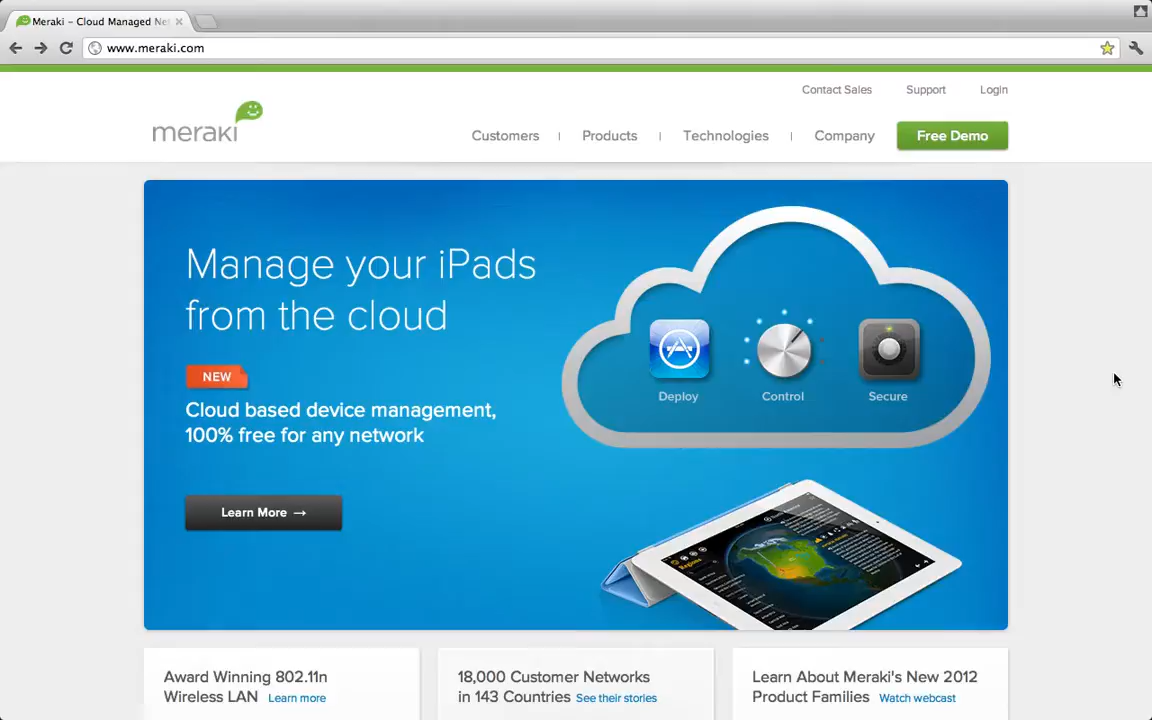 Meraki – Cloud Managed Net
www.meraki.com
Contact Sales
Support
Login
meraki
Customers
Products
Technologies
Company
Free Demo
Manage your iPads
from the cloud
NEW
Cloud based device management,
100% free for any network
Learn More →
Deploy
Control
Secure
Award Winning 802.11n
Wireless LAN Learn more
18,000 Customer Networks
in 143 Countries See their stories
Learn About Meraki's New 2012
Product Families Watch webcast